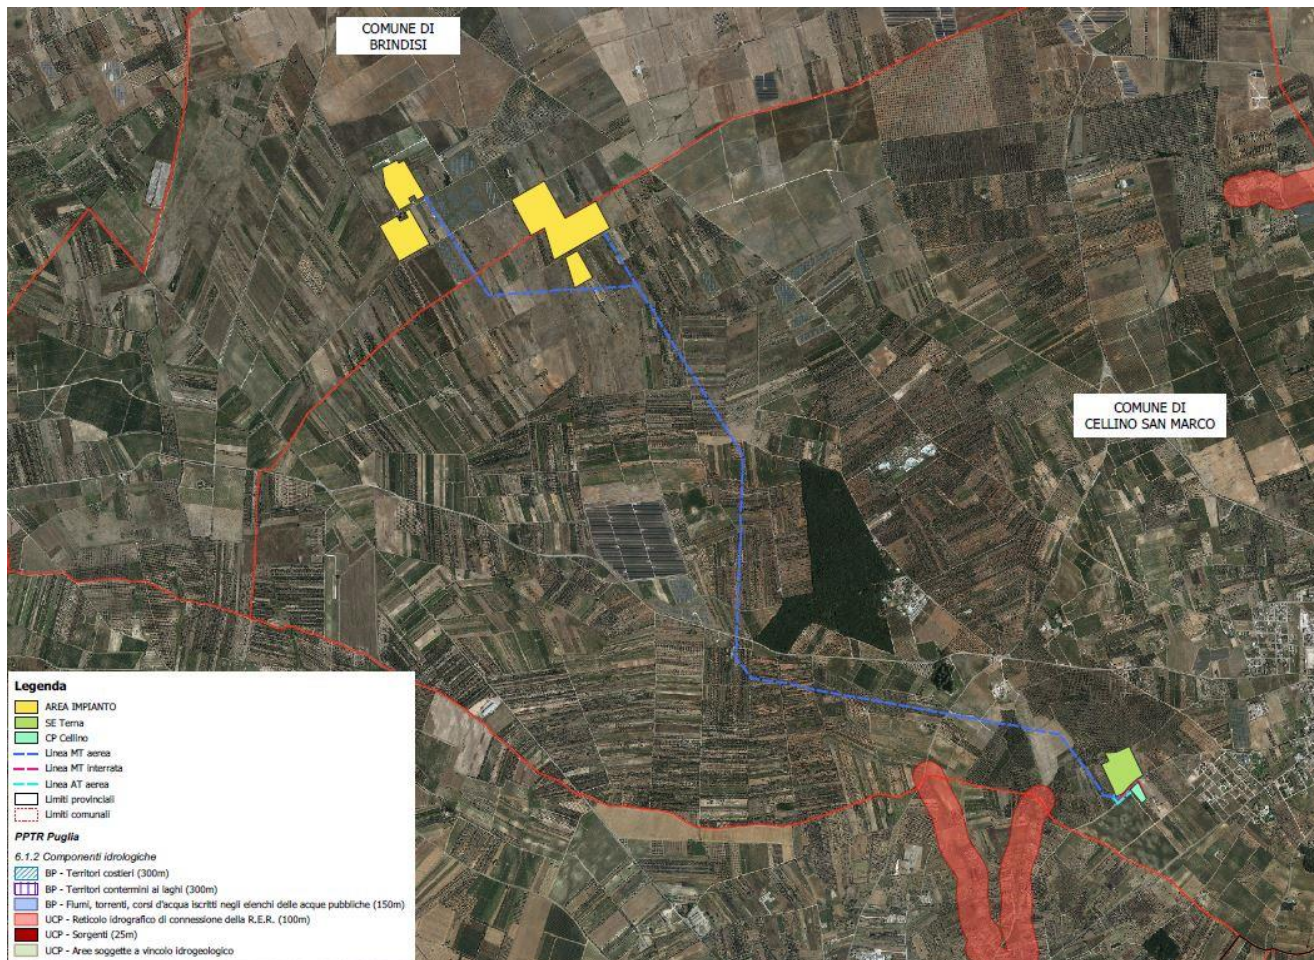 COMUNE DI
BRINDISI
COMUNE DI
CELLINO SAN MARCO
Legenda
AREA IMPIANTO
SE Terna
CP Cellino
Linea MT aerea
Linea MT interrata
Linea AT aerea
Limiti provinciali
Limiti comunali
PPTR Puglia
6.1.2 Componenti idrologiche
BP - Territori costieri (300m)
BP - Territori contermini ai laghi (300m)
BP - Fiumi, torrenti, corsi d'acqua iscritti negli elenchi delle acque pubbliche (150m)
UCP - Reticolo idrografico di connessione della R.E.R. (100m)
UCP - Sorgenti (25m)
UCP - Aree soggette a vincolo idrogeologico